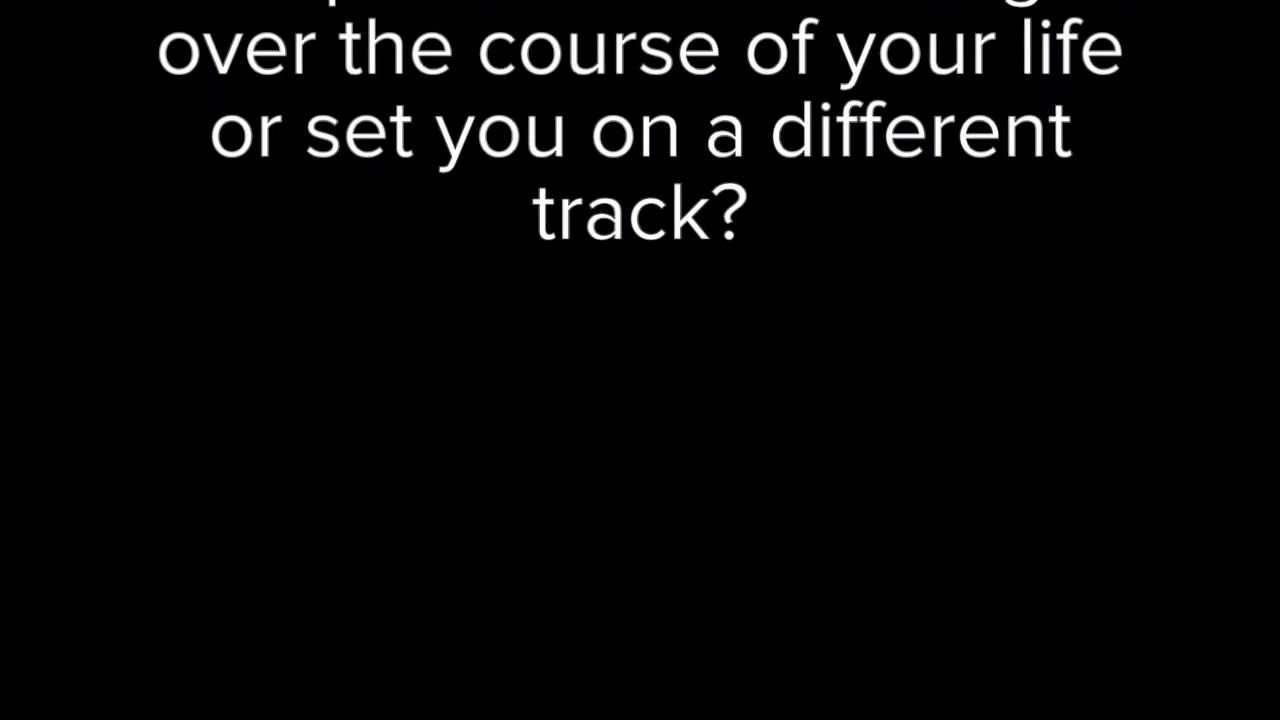 over the course of your life
or set you on a different
track?